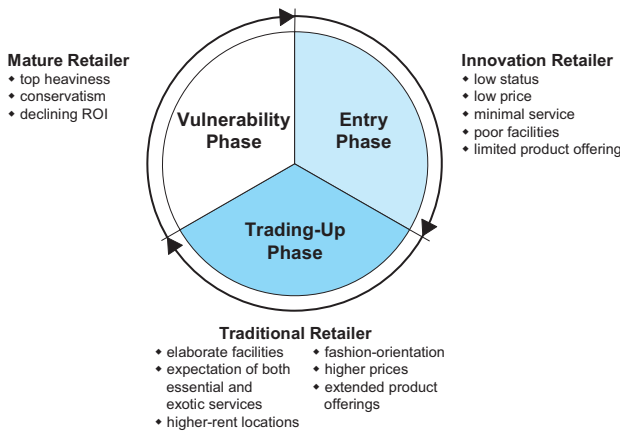 Mature Retailer
◆ top heaviness
◆ conservatism
◆ declining ROI
Innovation Retailer
◆ low status
◆ low price
◆ minimal service
◆ poor facilities
◆ limited product offering
Vulnerability
Phase
Entry
Phase
Trading-Up
Phase
Traditional Retailer
◆ elaborate facilities
◆ expectation of both
essential and
exotic services
◆ higher-rent locations
◆ fashion-orientation
◆ higher prices
◆ extended product
offerings